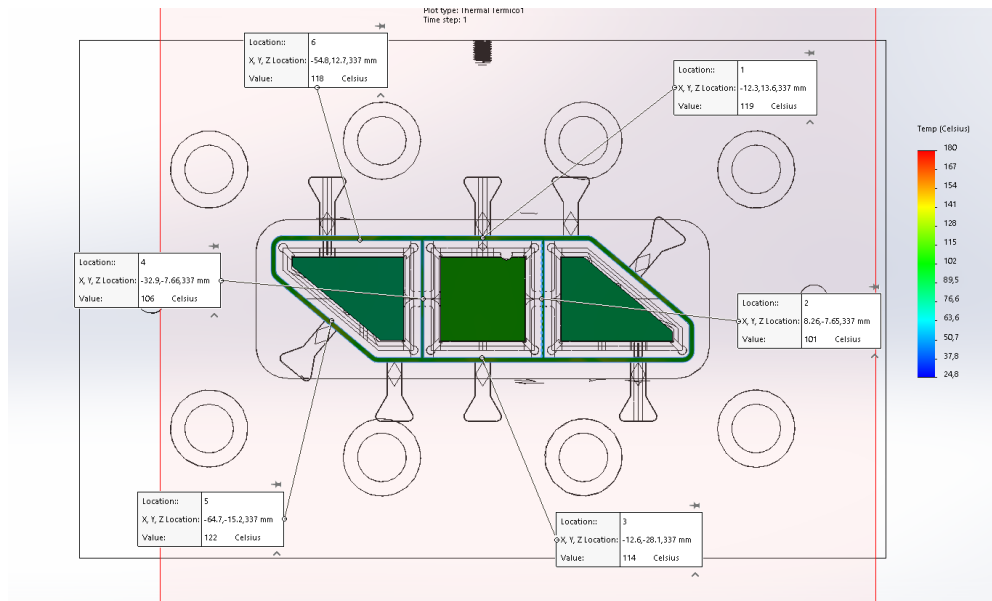 Plot type: Thermal Termico1
Time step: 1
Location:: 6
X, Y, Z Location: -54.8,12.7,337 mm
Value: 118 Celsius
Location:: 1
X, Y, Z Location: -12.3,13.6,337 mm
Value: 119 Celsius
Temp (Celsius)
180
167
154
141
128
115
102
89,5
76,6
63,7
50,7
37,8
24,8
Location:: 4
X, Y, Z Location: -32.9,-7.66,337 mm
Value: 106 Celsius
Location:: 2
X, Y, Z Location: 8.26,-7.65,337 mm
Value: 101 Celsius
Location:: 5
X, Y, Z Location: -64.7,-15.2,337 mm
Value: 122 Celsius
Location:: 3
X, Y, Z Location: -12.6,-28.1,337 mm
Value: 114 Celsius